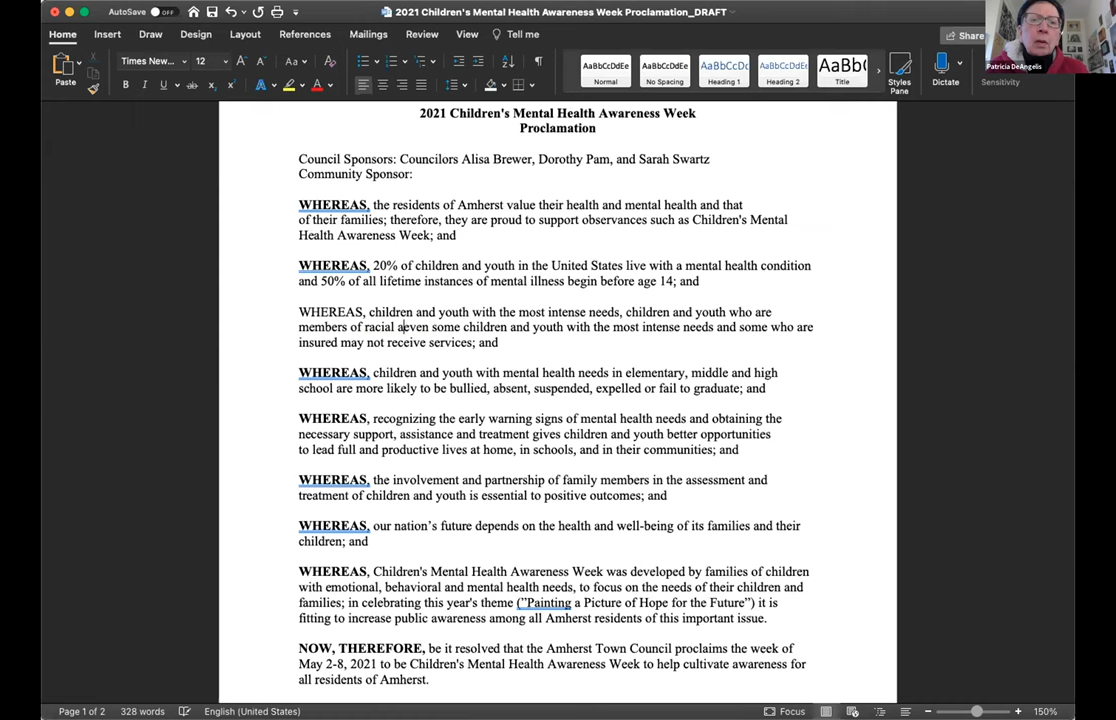 AutoSave OFF
2021 Children's Mental Health Awareness Week Proclamation_DRAFT
Home Insert Draw Design Layout References Mailings Review View Tell me Share
Paste
Times New... 12
AaBbCcDdEe Normal
AaBbCcDdEe No Spacing
AaBbCcDc Heading 1
AaBbCcDdEe Heading 2
AaBb( Title
Styles Pane
Dictate
Sensitivity
Patricia DeAngelis
2021 Children's Mental Health Awareness Week
Proclamation
Council Sponsors: Councilors Alisa Brewer, Dorothy Pam, and Sarah Swartz
Community Sponsor:
WHEREAS, the residents of Amherst value their health and mental health and that
of their families; therefore, they are proud to support observances such as Children's Mental
Health Awareness Week; and
WHEREAS, 20% of children and youth in the United States live with a mental health condition
and 50% of all lifetime instances of mental illness begin before age 14; and
WHEREAS, children and youth with the most intense needs, children and youth who are
members of racial aeven some children and youth with the most intense needs and some who are
insured may not receive services; and
WHEREAS, children and youth with mental health needs in elementary, middle and high
school are more likely to be bullied, absent, suspended, expelled or fail to graduate; and
WHEREAS, recognizing the early warning signs of mental health needs and obtaining the
necessary support, assistance and treatment gives children and youth better opportunities
to lead full and productive lives at home, in schools, and in their communities; and
WHEREAS, the involvement and partnership of family members in the assessment and
treatment of children and youth is essential to positive outcomes; and
WHEREAS, our nation’s future depends on the health and well-being of its families and their
children; and
WHEREAS, Children's Mental Health Awareness Week was developed by families of children
with emotional, behavioral and mental health needs, to focus on the needs of their children and
families; in celebrating this year's theme (”Painting a Picture of Hope for the Future”) it is
fitting to increase public awareness among all Amherst residents of this important issue.
NOW, THEREFORE, be it resolved that the Amherst Town Council proclaims the week of
May 2-8, 2021 to be Children's Mental Health Awareness Week to help cultivate awareness for
all residents of Amherst.
Page 1 of 2 328 words English (United States) Focus 150%